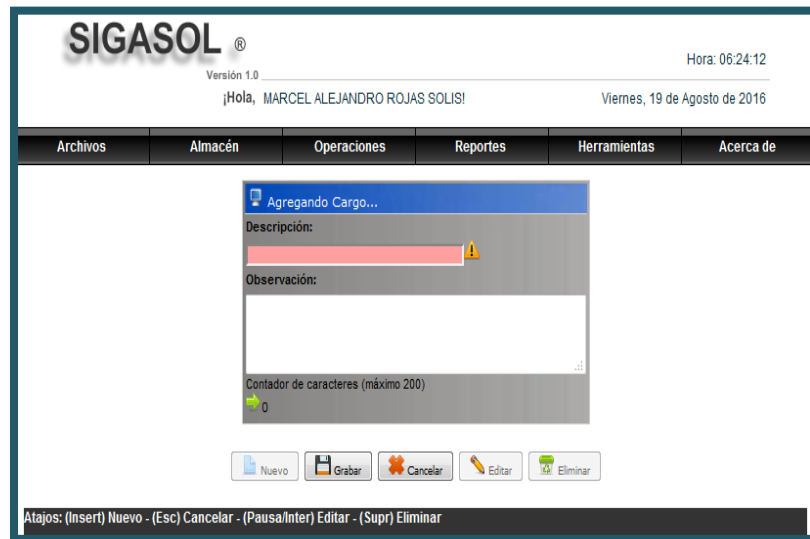 SIGASOL ®
Hora: 06:24:12
Versión 1.0
¡Hola, MARCEL ALEJANDRO ROJAS SOLIS!
Viernes, 19 de Agosto de 2016
Archivos Almacén Operaciones Reportes Herramientas Acerca de
Agregando Cargo...
Descripción:
Observación:
Contador de caracteres (máximo 200)
0
Nuevo Grabar Cancelar Editar Eliminar
Atajos: (Insert) Nuevo - (Esc) Cancelar - (Pausa/Inter) Editar - (Supr) Eliminar